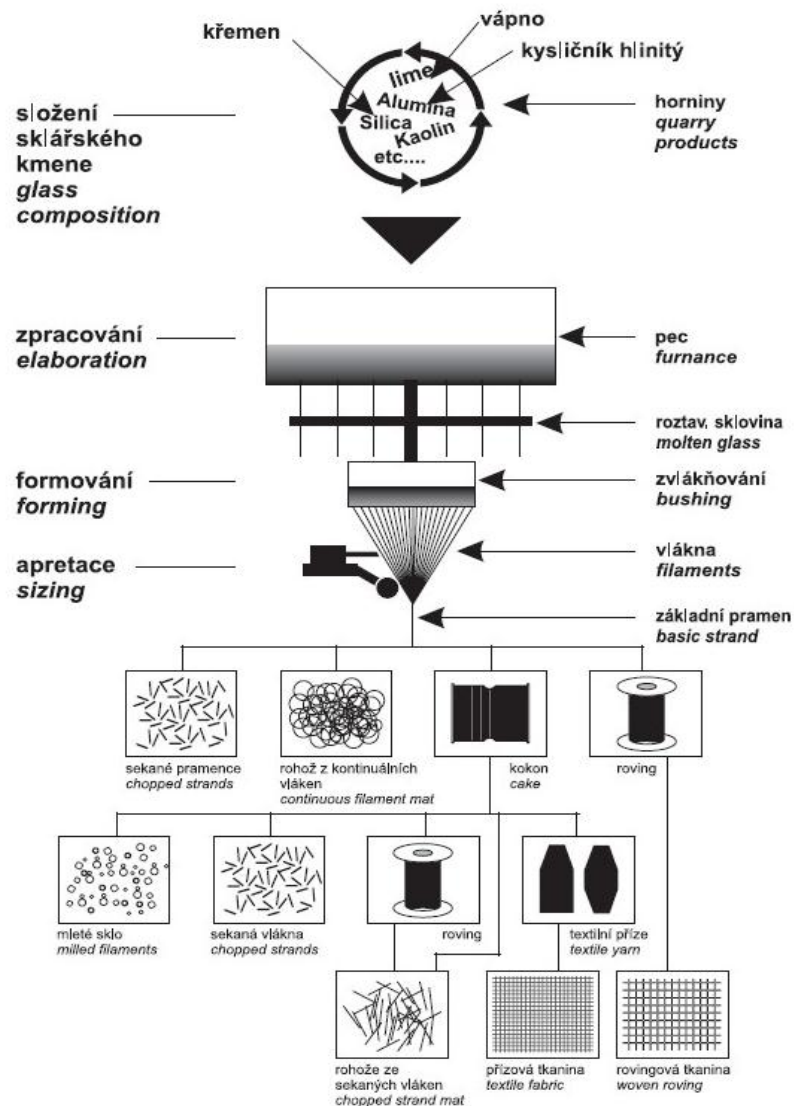 vápno
křemen
kysličník hlinitý
lime
Alumina
Silica
Kaolin
etc....
složení
sklářského
kmene
glass
composition
horniny
quarry
products
zpracování
elaboration
pec
furnance
roztav. sklovina
molten glass
formování
forming
zvlákňování
bushing
apretace
sizing
vlákna
filaments
základní pramen
basic strand
sekané pramence
chopped strands
rohož z kontinuálních
vláken
continuous filament mat
kokon
cake
roving
mleté sklo
milled filaments
sekaná vlákna
chopped strands
roving
textilní příze
textile yarn
rohože ze
sekaných vláken
chopped strand mat
přízová tkanina
textile fabric
rovingová tkanina
woven roving